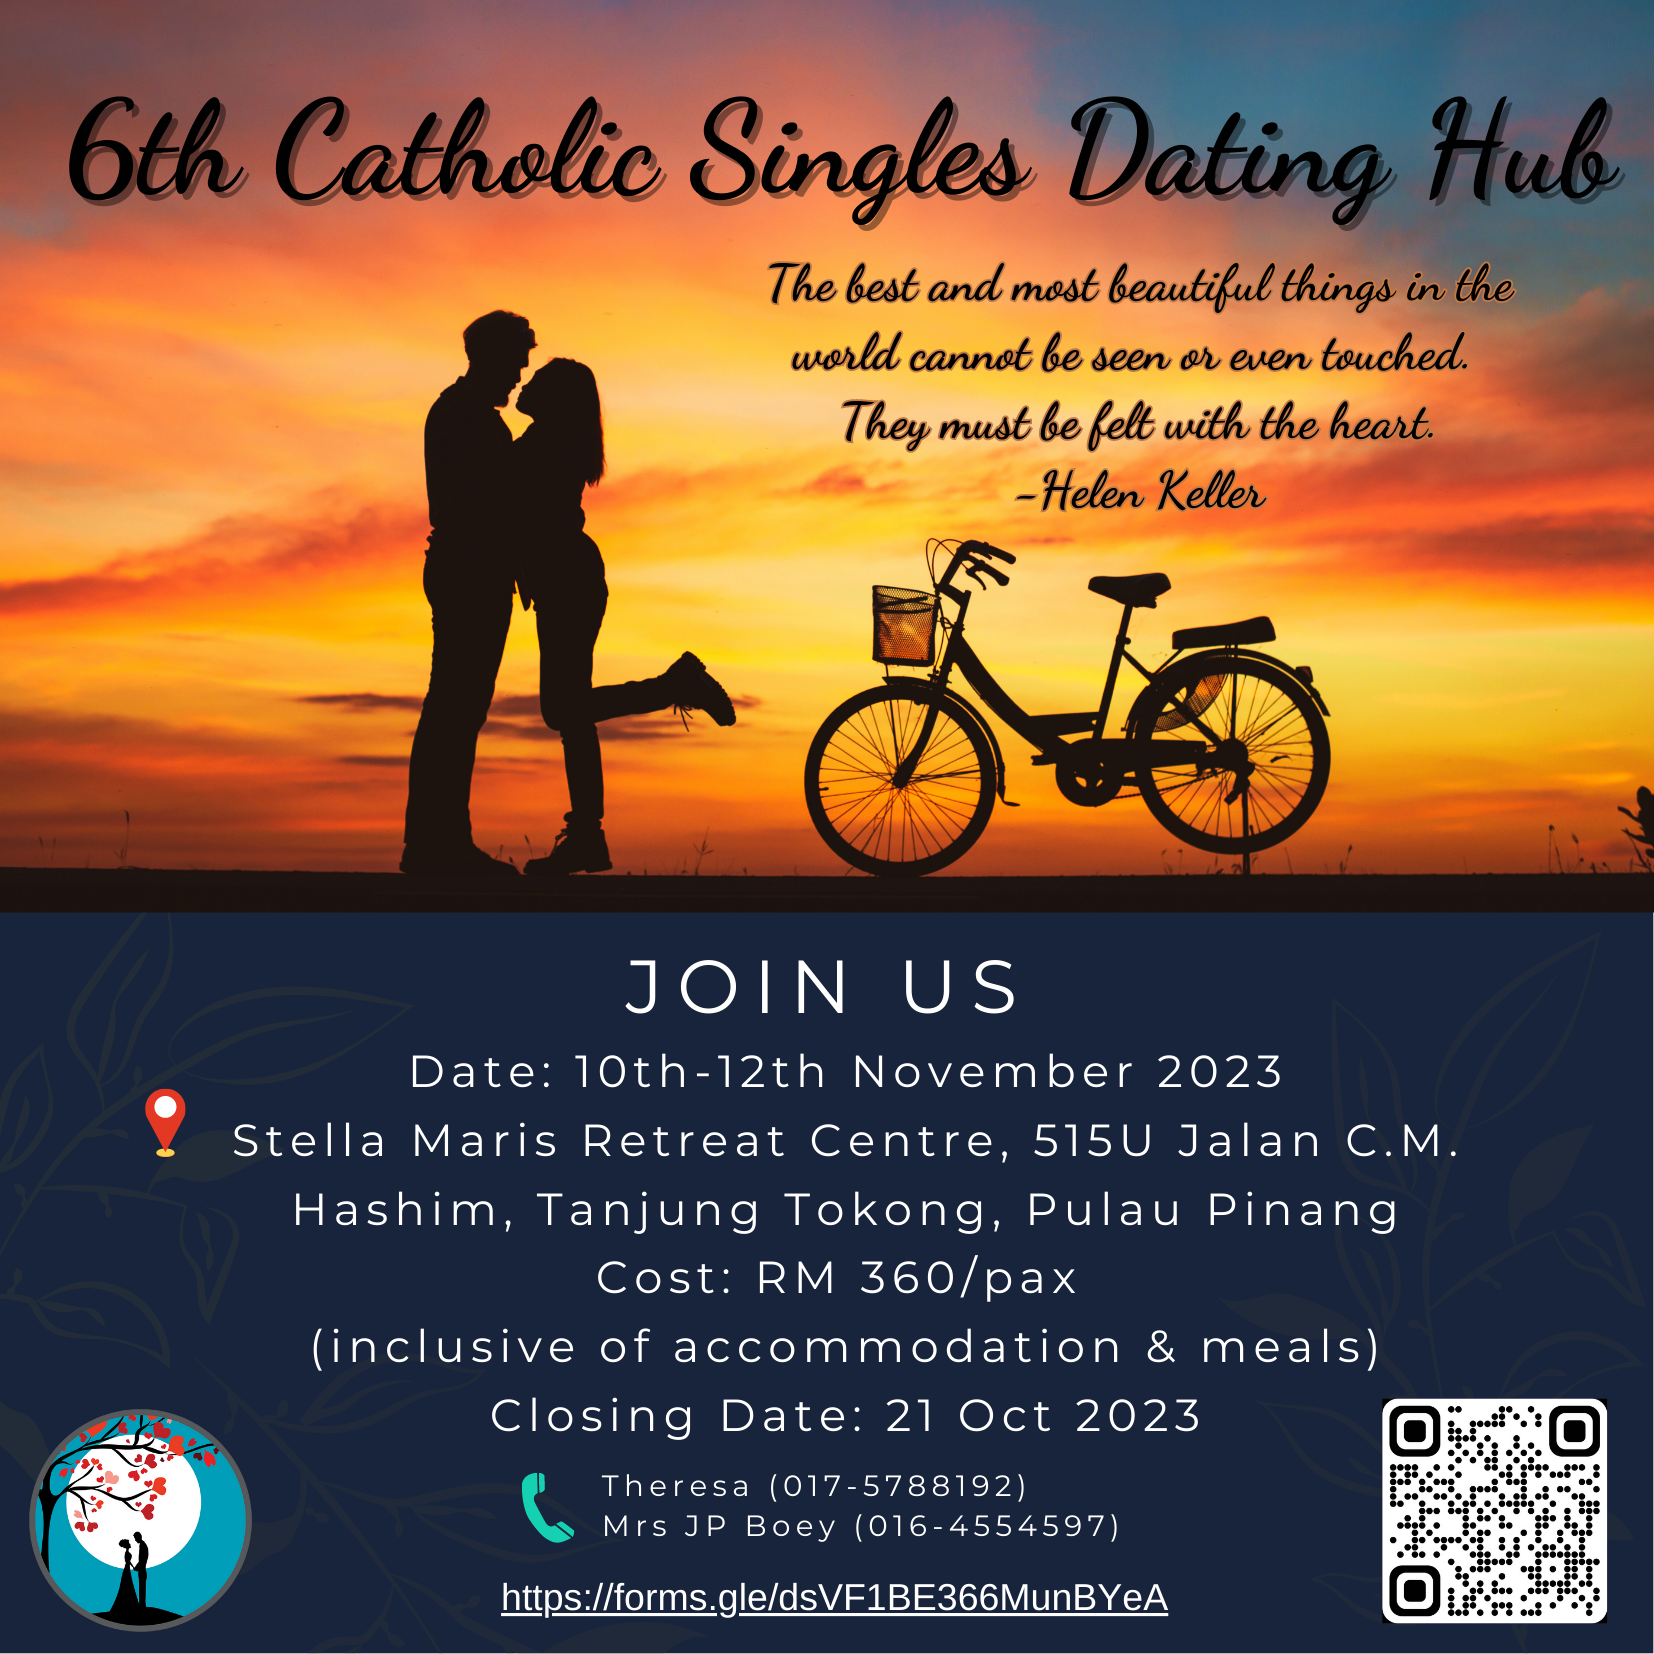 6th Catholic Singles Dating Hub
The best and most beautiful things in the
world cannot be seen or even touched.
They must be felt with the heart.
-Helen Keller
JOIN US
Date: 10th-12th November 2023
Stella Maris Retreat Centre, 515U Jalan C.M.
Hashim, Tanjung Tokong, Pulau Pinang
Cost: RM 360/pax
(inclusive of accommodation & meals)
Closing Date: 21 Oct 2023
Theresa (017-5788192)
Mrs JP Boey (016-4554597)
https://forms.gle/dsVF1BE366MunBYeA